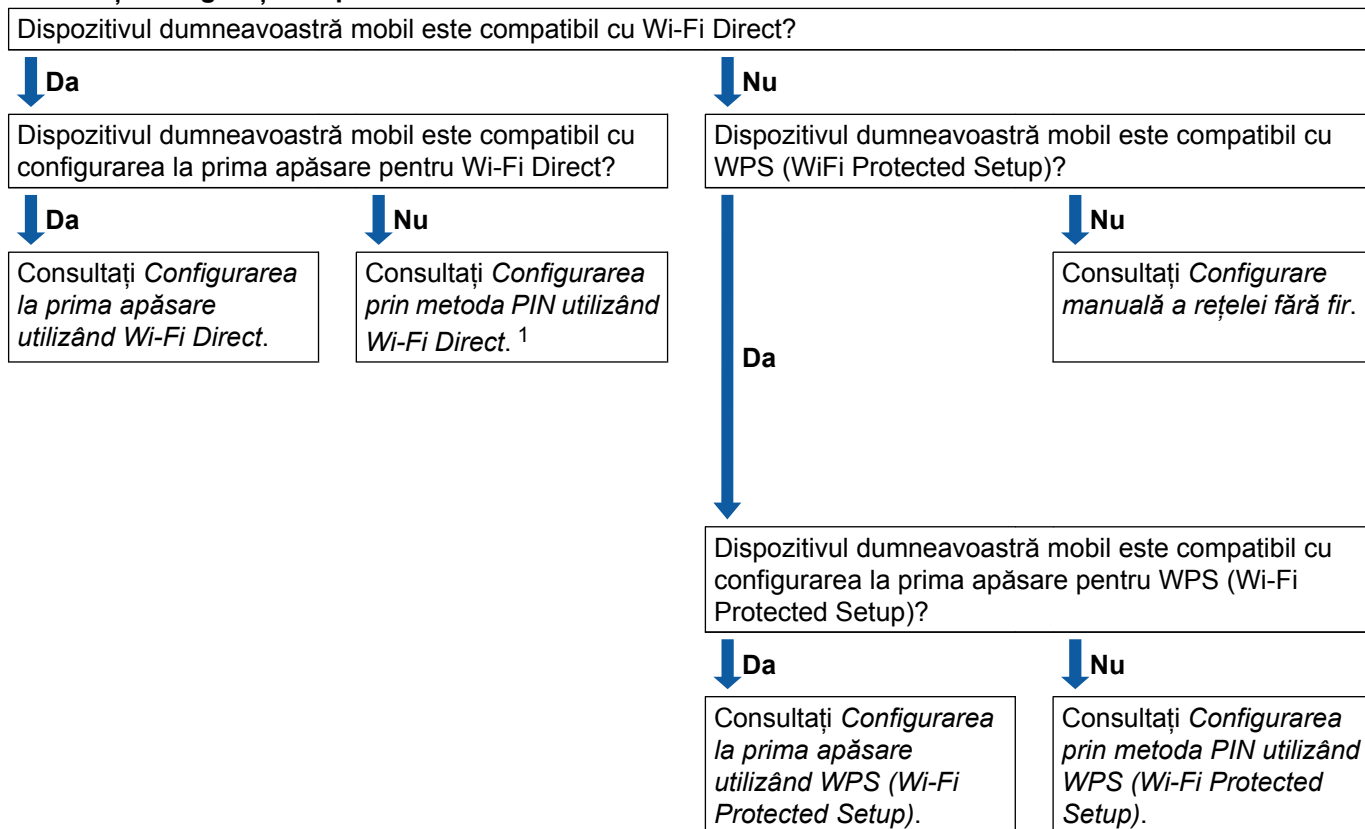 Dispozitivul dumneavoastră mobil este compatibil cu Wi-Fi Direct?
Da
Nu
Dispozitivul dumneavoastră mobil este compatibil cu
configurarea la prima apăsare pentru Wi-Fi Direct?
Dispozitivul dumneavoastră mobil este compatibil cu
WPS (WiFi Protected Setup)?
Da
Nu
Nu
Consultați Configurarea
la prima apăsare
utilizând Wi-Fi Direct.
Consultați Configurarea
prin metoda PIN utilizând
Wi-Fi Direct. 1
Consultați Configurare
manuală a rețelei fără fir.
Da
Dispozitivul dumneavoastră mobil este compatibil cu
configurarea la prima apăsare pentru WPS (Wi-Fi
Protected Setup)?
Da
Nu
Consultați Configurarea
la prima apăsare
utilizând WPS (Wi-Fi
Protected Setup).
Consultați Configurarea
prin metoda PIN utilizând
WPS (Wi-Fi Protected
Setup).